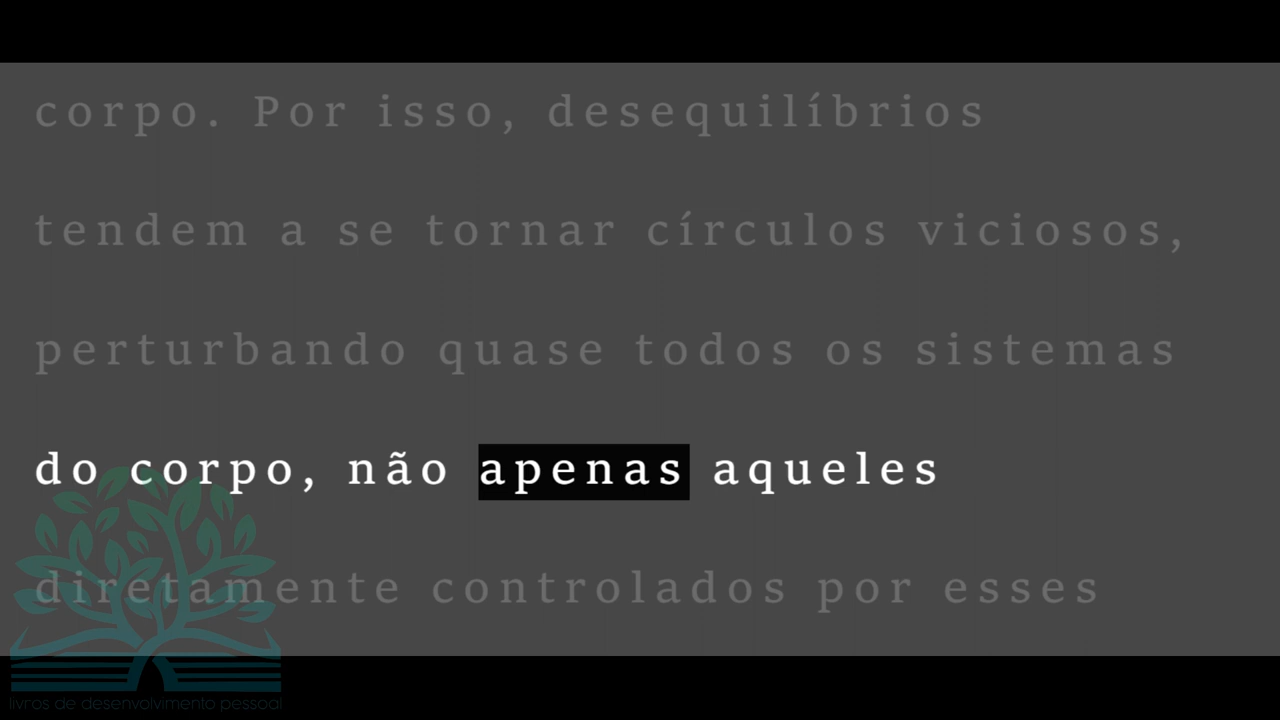 corpo. Por isso, desequilíbrios
tendem a se tornar círculos viciosos,
perturbando quase todos os sistemas
do corpo, não apenas aqueles
diretamente controlados por esses
livros de desenvolvimento pessoal